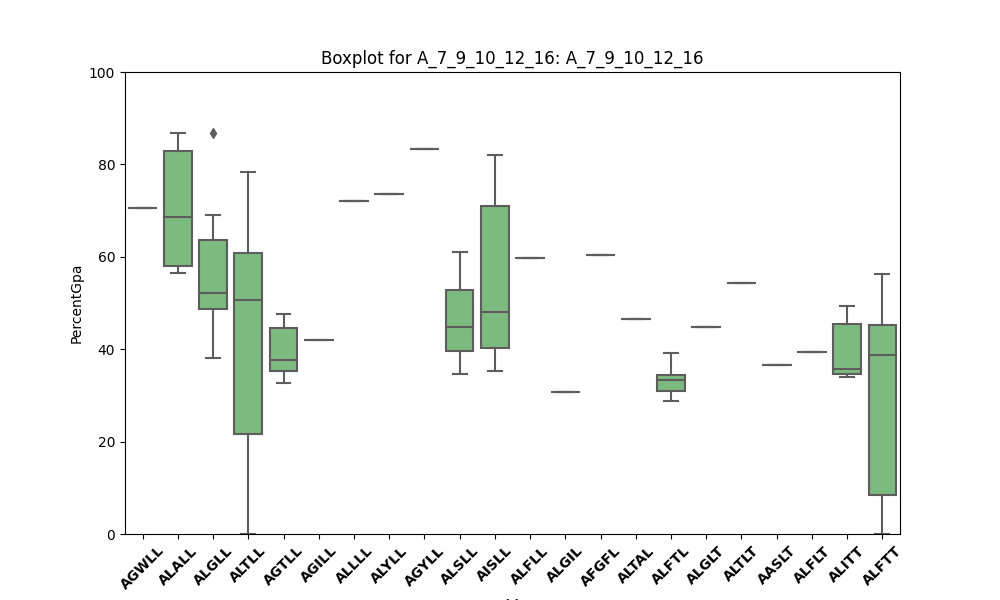 Boxplot for A_7_9_10_12_16: A_7_9_10_12_16
100
80
60
40
20
0
PercentGpa
AGWLL ALALL ALGLL ALTLL AGTLL AGILL ALLLL ALYLL AGYLL ALSLL AISLL ALFLL ALGIL AFGFL ALTAL ALFTL ALGLT ALTLT AASLT ALFLT ALITT ALFTT